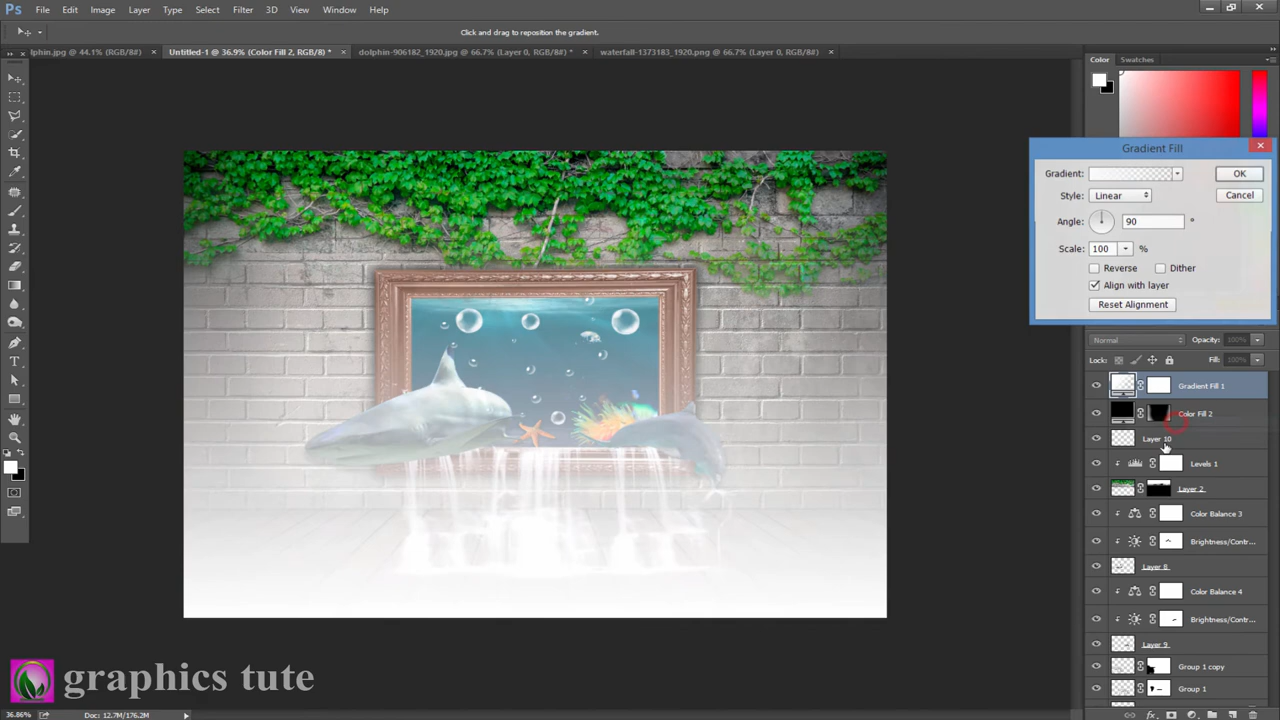 Ps File Edit Image Layer Type Select Filter 3D View Window Help
Click and drag to reposition the gradient.
lphin.jpg @ 44.1% (RGB/8#) × Untitled-1 @ 36.9% (Color Fill 2, RGB/8) * × dolphin-906182_1920.png @ 66.7% (Layer 0, RGB/8#) * × waterfall-1373183_1920.png @ 66.7% (RGB/8#) ×
Color Swatches
Gradient Fill
Gradient: OK
Style: Linear Cancel
Angle: 90 °
Scale: 100 %
Reverse Dither
Align with layer
Reset Alignment
Normal Opacity: 100%
Lock: Fill: 100%
Gradient Fill 1
Color Fill 2
Layer 10
Levels 1
Layer 2
Color Balance 3
Brightness/Contr...
Layer 8
Color Balance 4
Brightness/Contr...
Layer 9
Group 1 copy
Group 1
graphics tute
36.86% Doc: 12.7M/176.2M